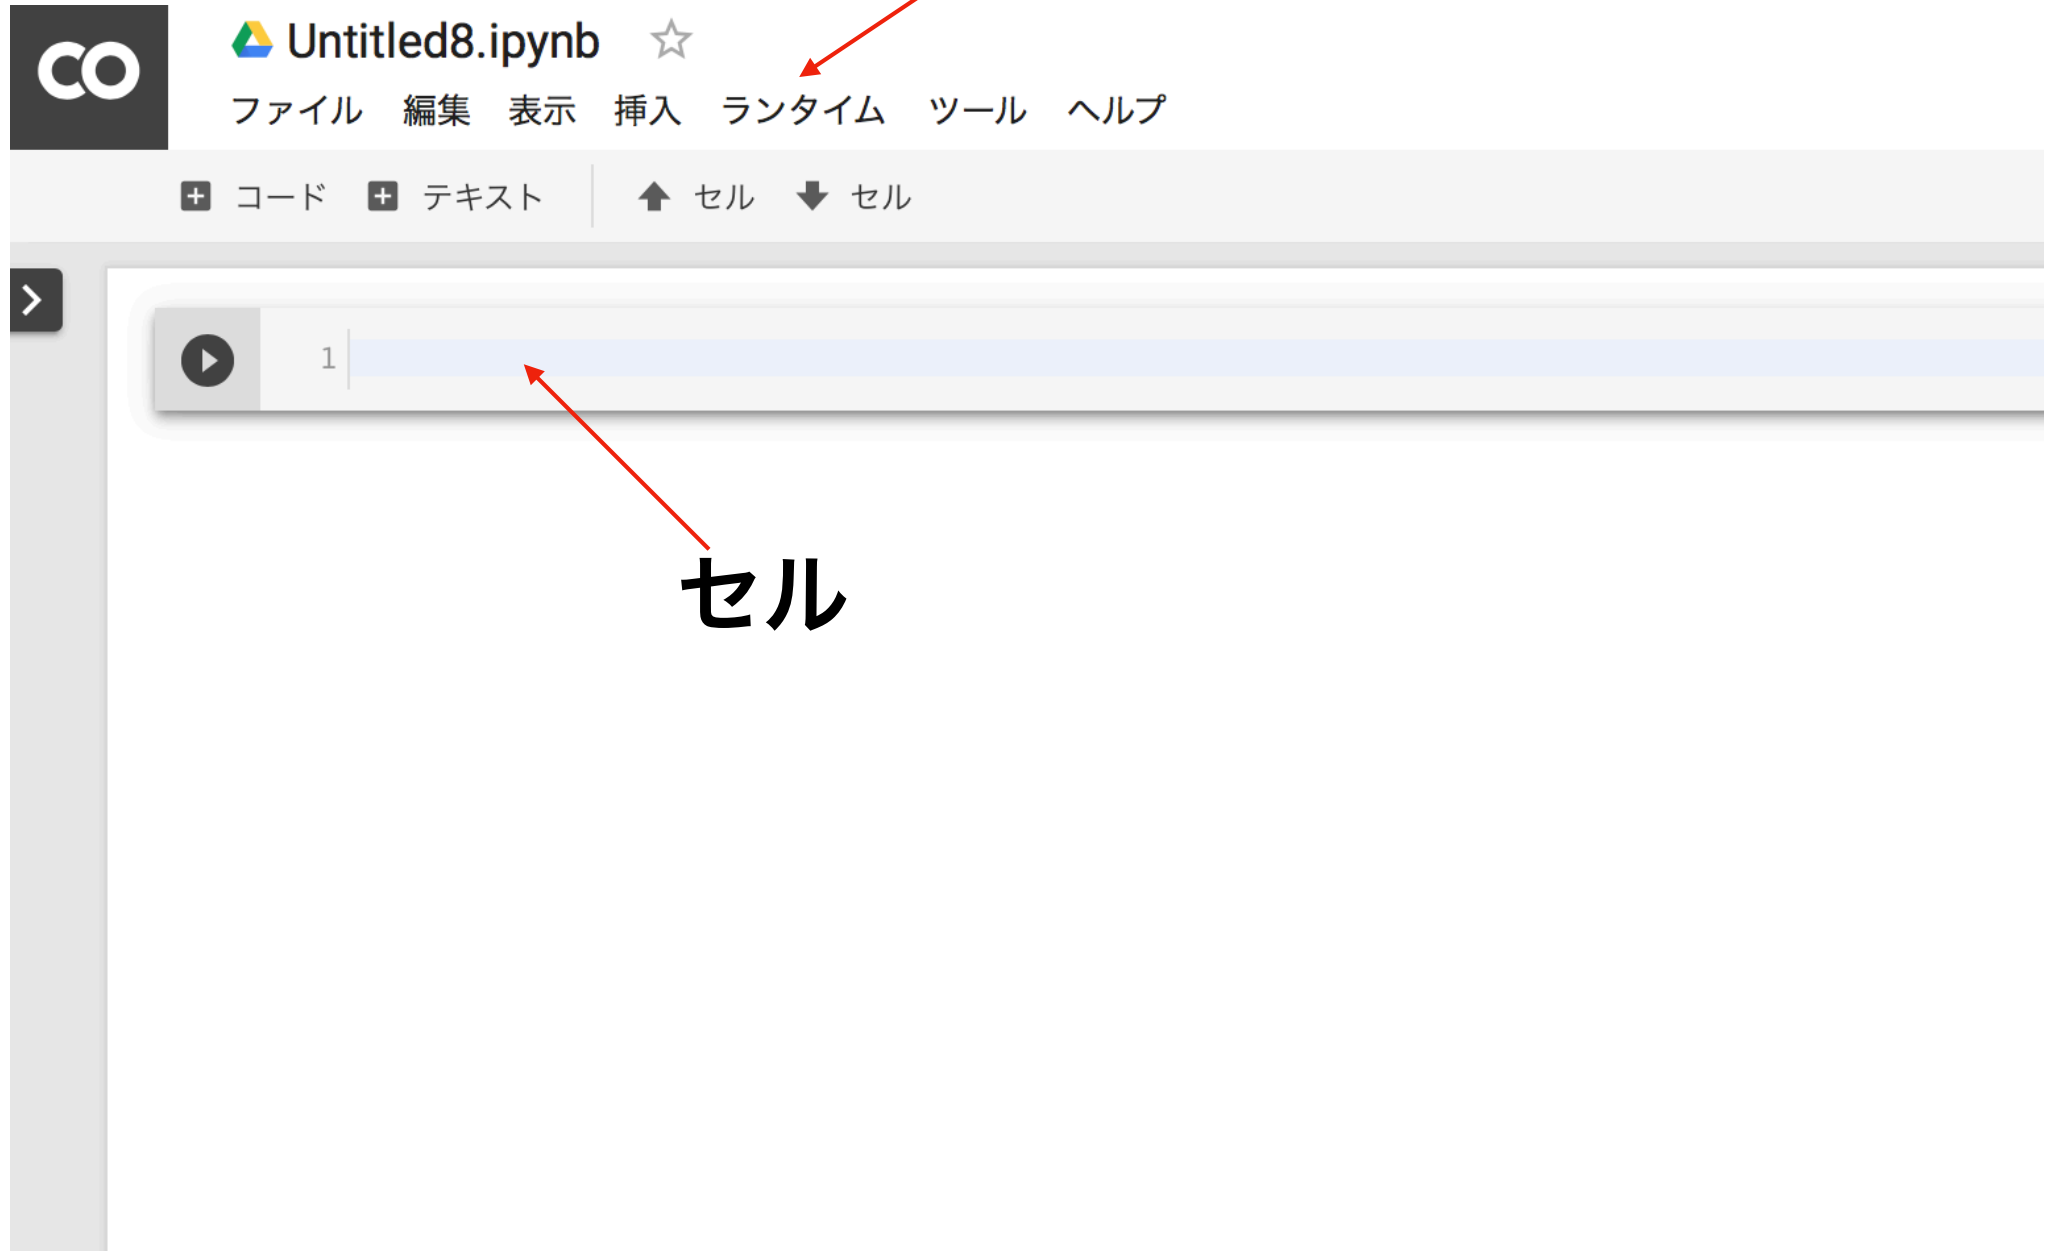 CO
Untitled8.ipynb
ファイル 編集 表示 挿入 ランタイム ツール ヘルプ
コード テキスト セル セル
1
セル